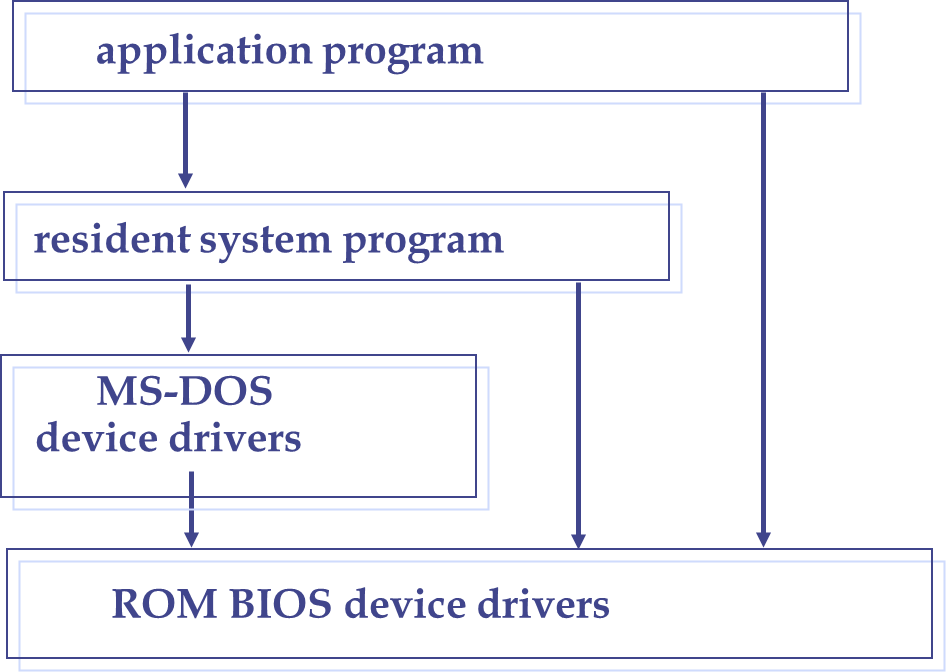 application program
resident system program
MS-DOS
device drivers
ROM BIOS device drivers